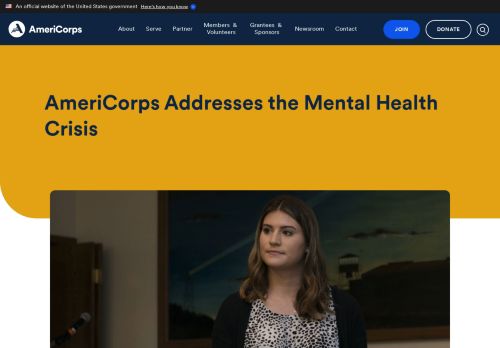 An official website of the United States government Here's how you know
AmeriCorps
About Serve Partner Members & Volunteers Grantees & Sponsors Newsroom Contact JOIN DONATE
AmeriCorps Addresses the Mental Health
Crisis